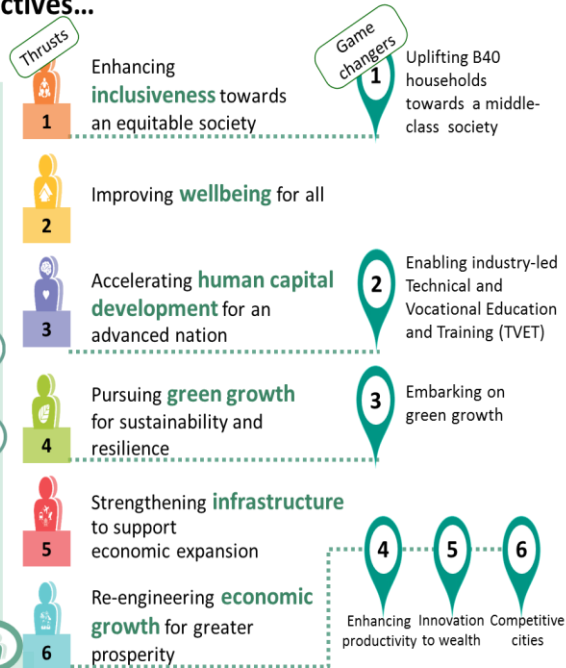 ctives...
Thrusts
Game
changers
1
Enhancing
inclusiveness towards
an equitable society
1
Uplifting B40
households
towards a middle-
class society
2
Improving wellbeing for all
3
Accelerating human capital
development for an
advanced nation
2
Enabling industry-led
Technical and
Vocational Education
and Training (TVET)
4
Pursuing green growth
for sustainability and
resilience
3
Embarking on
green growth
5
Strengthening infrastructure
to support
economic expansion
6
Re-engineering economic
growth for greater
prosperity
4
Enhancing
productivity
5
Innovation
to wealth
6
Competitive
cities